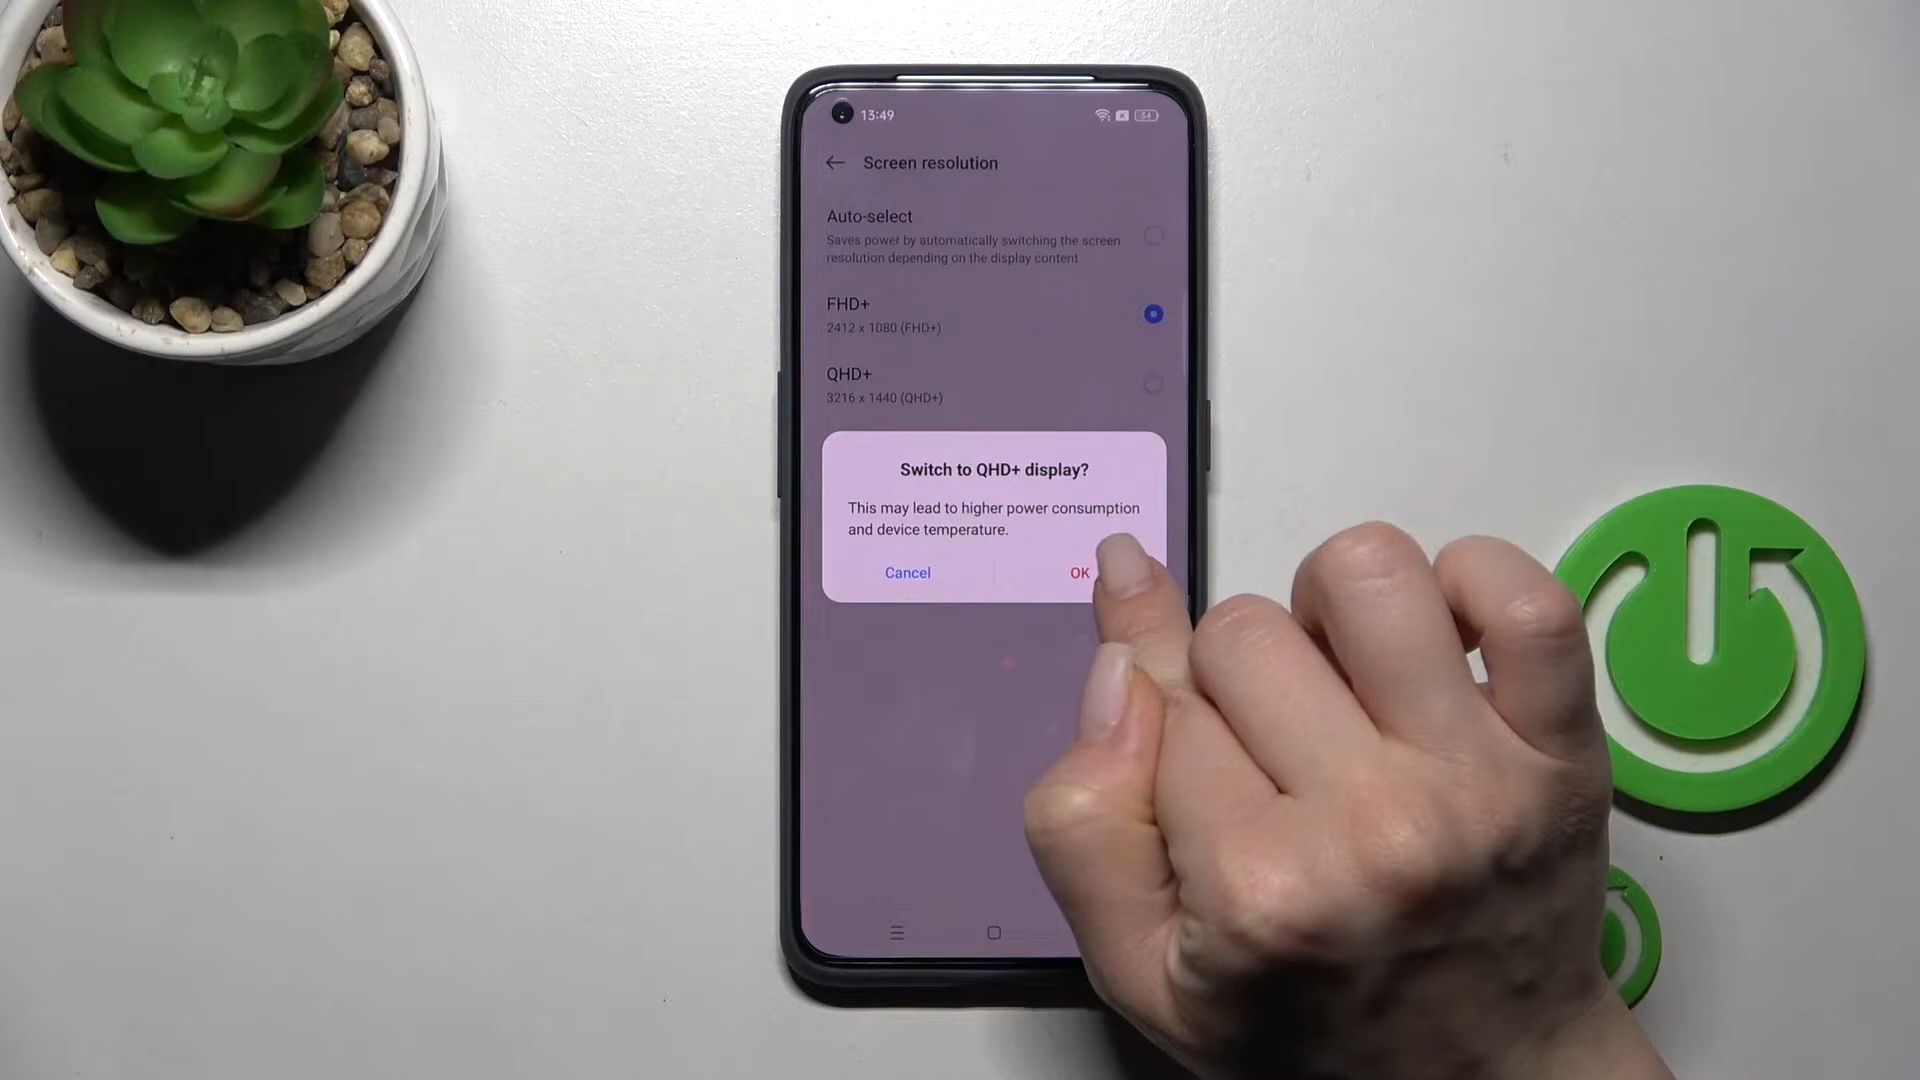 13:49
54
Screen resolution
Auto-select
Saves power by automatically switching the screen
resolution depending on the display content
FHD+
2412 x 1080 (FHD+)
QHD+
3216 x 1440 (QHD+)
Switch to QHD+ display?
This may lead to higher power consumption
and device temperature.
Cancel
OK